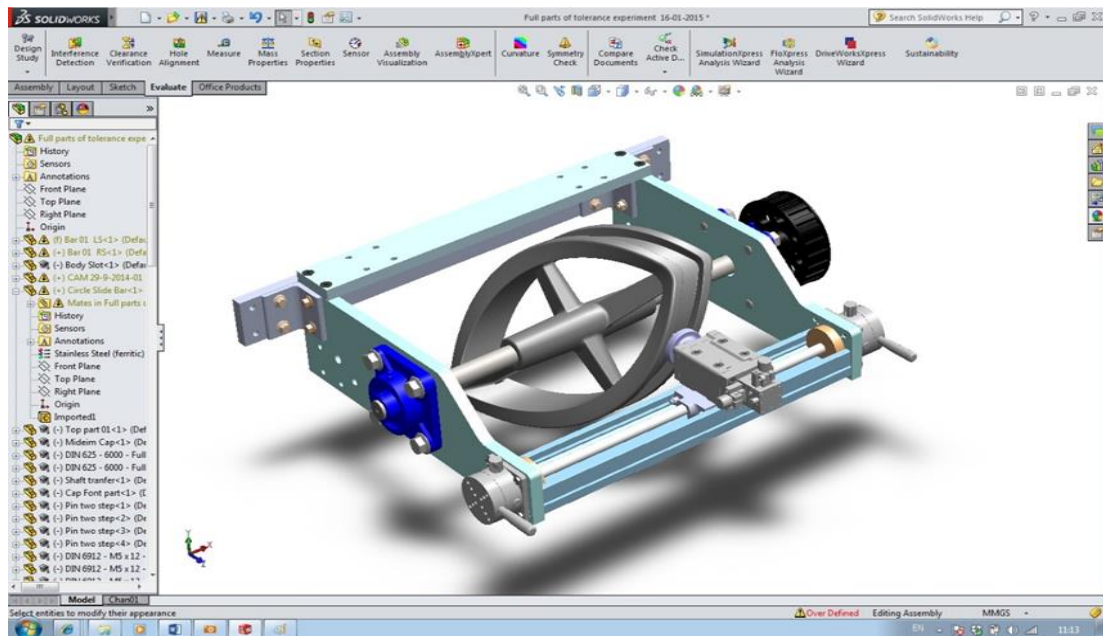 SOLIDWORKS
Full parts of tolerance experiment 16-01-2015 *
Search SolidWorks Help
Design Study
Interference Detection
Clearance Verification
Hole Alignment
Measure
Mass Properties
Section Properties
Sensor
Assembly Visualization
AssemblyXpert
Curvature
Symmetry Check
Compare Documents
Check Active D...
SimulationXpress Analysis Wizard
FloXpress Analysis Wizard
DriveWorksXpress Wizard
Sustainability
Assembly Layout Sketch Evaluate Office Products
Full parts of tolerance expe
History
Sensors
Annotations
Front Plane
Top Plane
Right Plane
Origin
(f) Bar 01 LS<1> (Defau
(+) Bar 01 RS<1> (Defa
(-) Body Slot<1> (Defau
(+) CAM 29-9-2014-01
(+) Circle Slide Bar<1>
Mates in Full parts o
History
Sensors
Annotations
Stainless Steel (ferritic)
Front Plane
Top Plane
Right Plane
Origin
Imported1
(-) Top part 01<1> (Def
(-) Mideim Cap<1> (De
(-) DIN 625 - 6000 - Full
(-) DIN 625 - 6000 - Full
(-) Shaft tranfer<1> (De
(-) Cap Font part<1> (D
(-) Pin two step<1> (De
(-) Pin two step<2> (De
(-) Pin two step<3> (De
(-) Pin two step<4> (De
(-) DIN 6912 - M5 x 12 -
(-) DIN 6912 - M5 x 12 -
Model Chan01
Select entities to modify their appearance
Over Defined Editing Assembly MMGS
EN 11:13